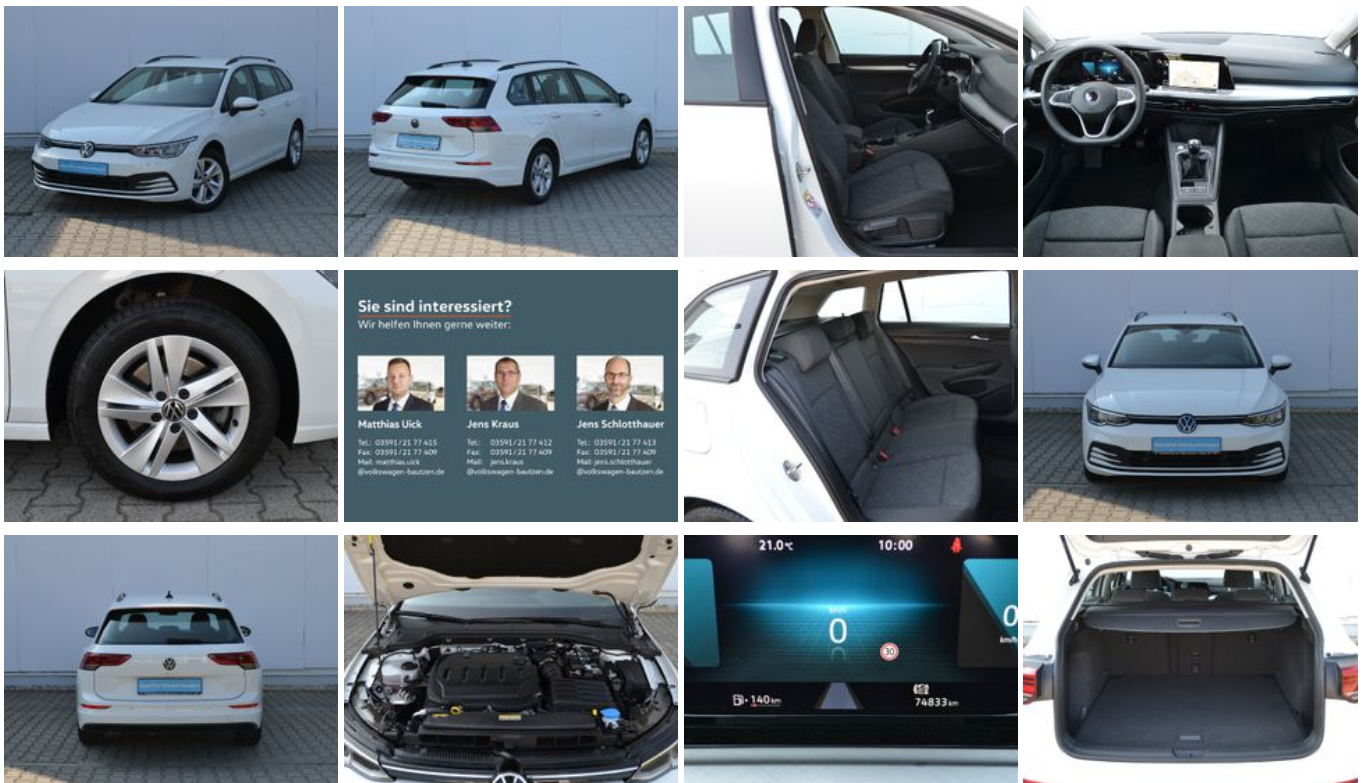 Sie sind interessiert?
Wir helfen Ihnen gerne weiter:
Matthias Uick
Tel.: 03591/21 77 415
Fax: 03591/21 77 409
Mail: matthias.uick
@volkswagen-bautzen.de
Jens Kraus
Tel.: 03591/21 77 412
Fax: 03591/21 77 409
Mail: jens.kraus
@volkswagen-bautzen.de
Jens Schlotthauer
Tel.: 03591/21 77 413
Fax: 03591/21 77 409
Mail: jens.schlotthauer
@volkswagen-bautzen.de
21.0°C 10:00
km/h
0
30
0
km/h
140 km
74833 km